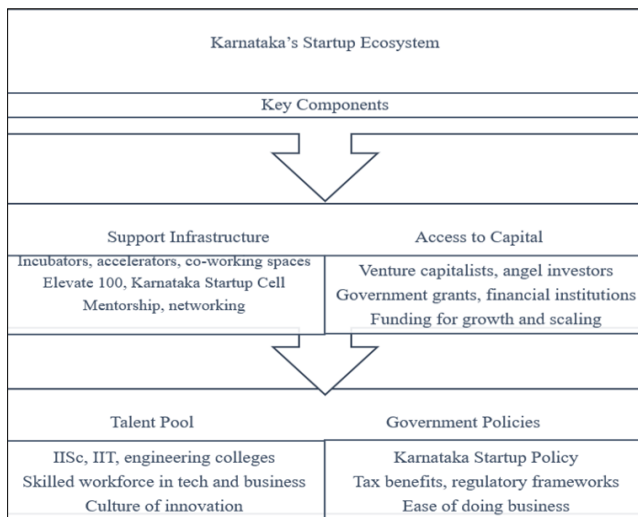 Karnataka's Startup Ecosystem
Key Components
Support Infrastructure
Incubators, accelerators, co-working spaces
Elevate 100, Karnataka Startup Cell
Mentorship, networking
Access to Capital
Venture capitalists, angel investors
Government grants, financial institutions
Funding for growth and scaling
Talent Pool
IISc, IIT, engineering colleges
Skilled workforce in tech and business
Culture of innovation
Government Policies
Karnataka Startup Policy
Tax benefits, regulatory frameworks
Ease of doing business